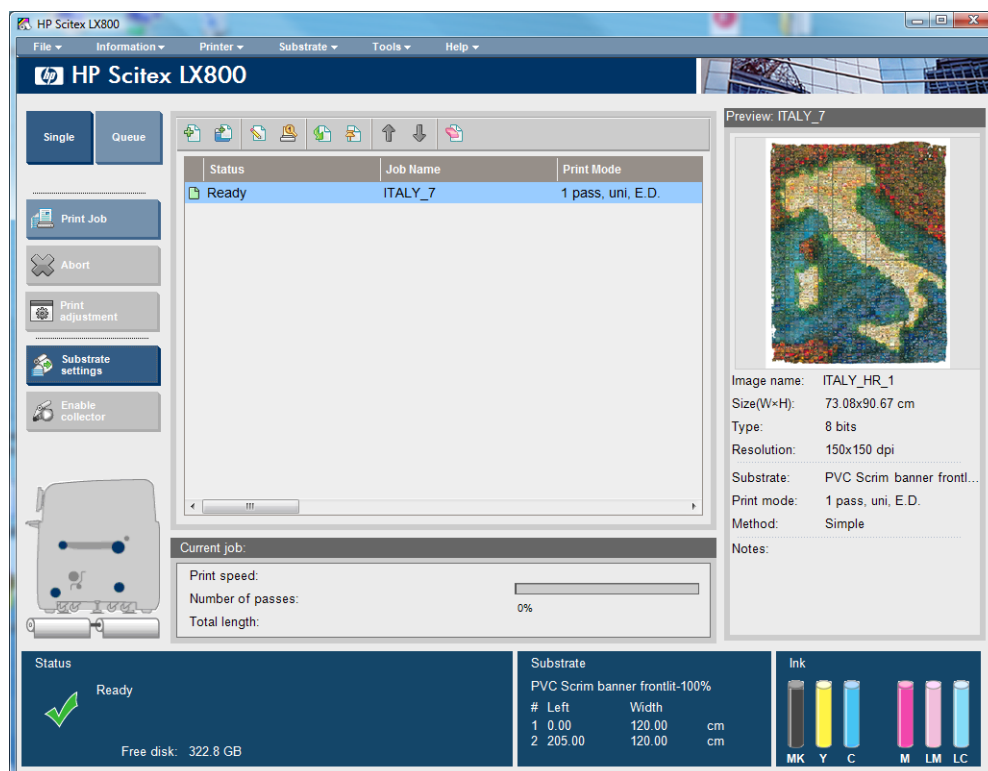 HP Scitex LX800
File Information Printer Substrate Tools Help
hp HP Scitex LX800
Single Queue
Print Job
Abort
Print adjustment
Substrate settings
Enable collector
Status Job Name Print Mode
Ready ITALY_7 1 pass, uni, E.D.
Current job:
Print speed:
Number of passes:
Total length:
0%
Preview: ITALY_7
Image name: ITALY_HR_1
Size(W×H): 73.08x90.67 cm
Type: 8 bits
Resolution: 150x150 dpi
Substrate: PVC Scrim banner frontl...
Print mode: 1 pass, uni, E.D.
Method: Simple
Notes:
Status
Ready
Free disk: 322.8 GB
Substrate
PVC Scrim banner frontlit-100%
# Left Width
1 0.00 120.00 cm
2 205.00 120.00 cm
Ink
MK Y C M LM LC